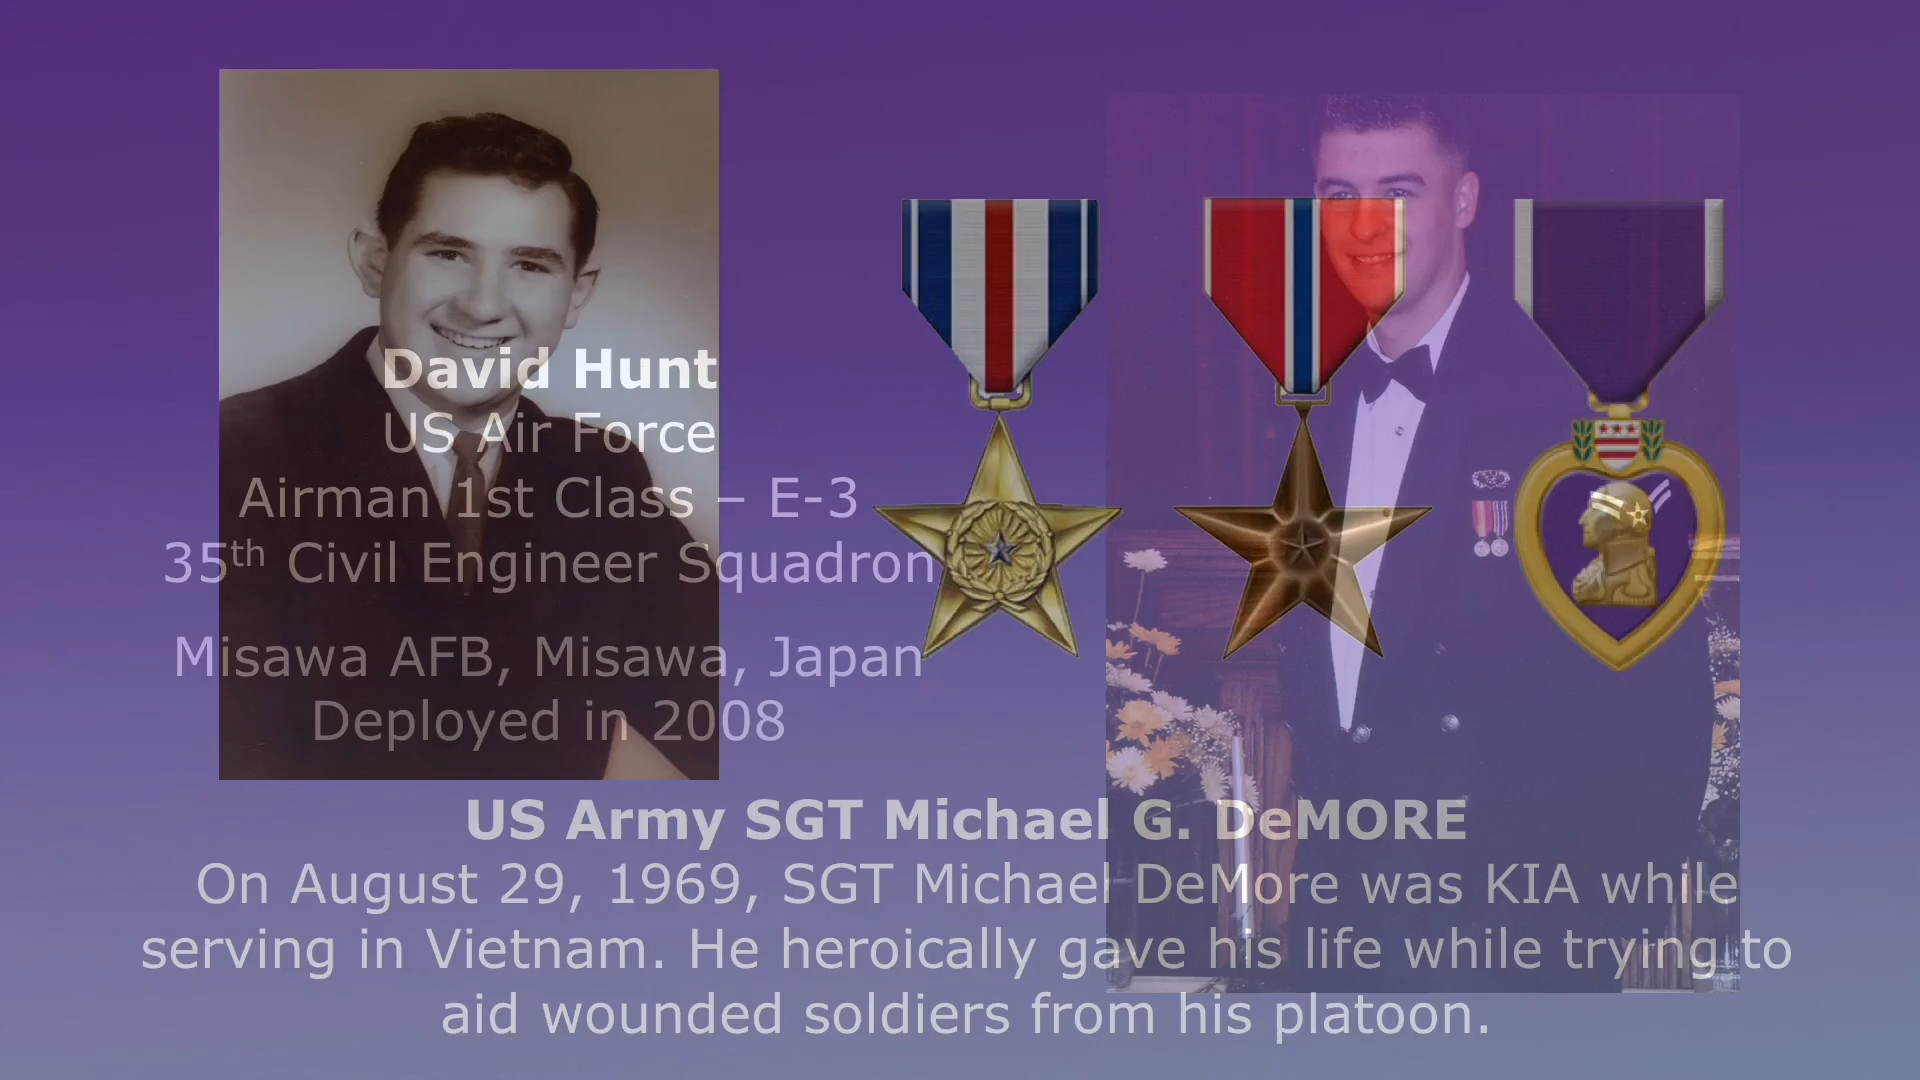 David Hunt
US Air Force
Airman 1st Class – E-3
35th Civil Engineer Squadron
Misawa AFB, Misawa, Japan
Deployed in 2008
US Army SGT Michael G. DeMORE
On August 29, 1969, SGT Michael DeMore was KIA while
serving in Vietnam. He heroically gave his life while trying to
aid wounded soldiers from his platoon.